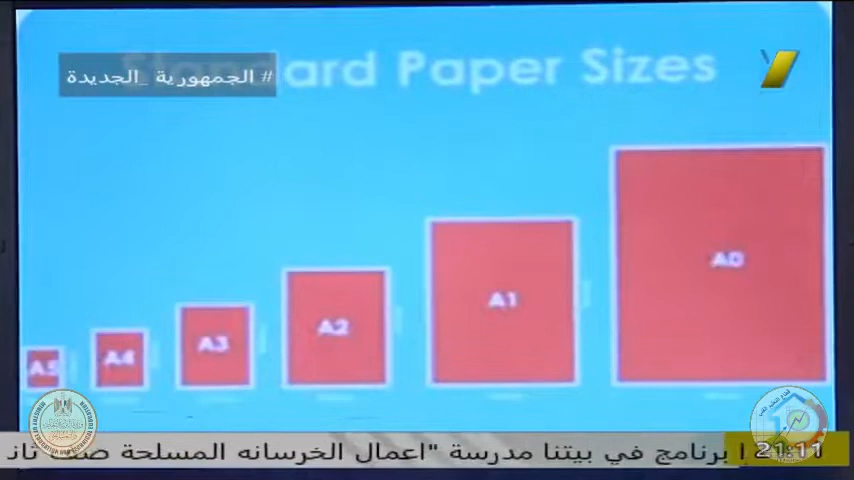 Standard Paper Sizes
#الجمهورية _الجديدة
A0
A1
A2
A3
A4
A5
| برنامج في بيتنا مدرسة "اعمال الخرسانه المسلحة
21:11